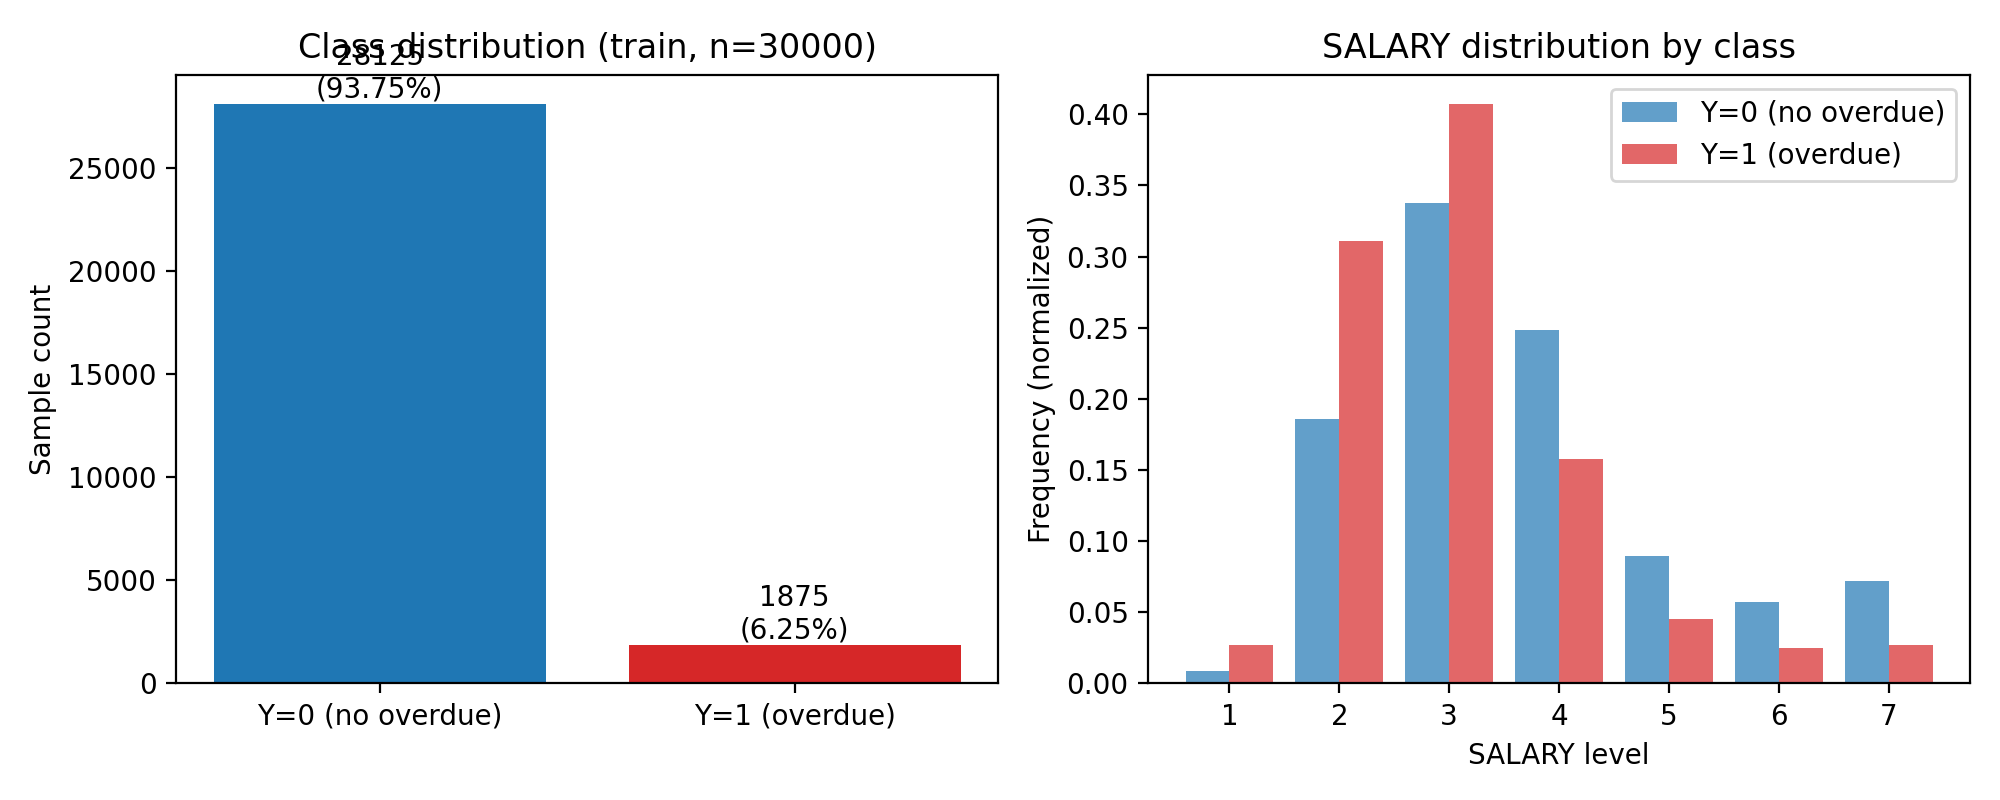 Class distribution (train, n=30000)
28125
(93.75%)
1875
(6.25%)
Sample count
25000
20000
15000
10000
5000
0
Y=0 (no overdue)
Y=1 (overdue)
SALARY distribution by class
Y=0 (no overdue)
Y=1 (overdue)
Frequency (normalized)
0.40
0.35
0.30
0.25
0.20
0.15
0.10
0.05
0.00
1 2 3 4 5 6 7
SALARY level